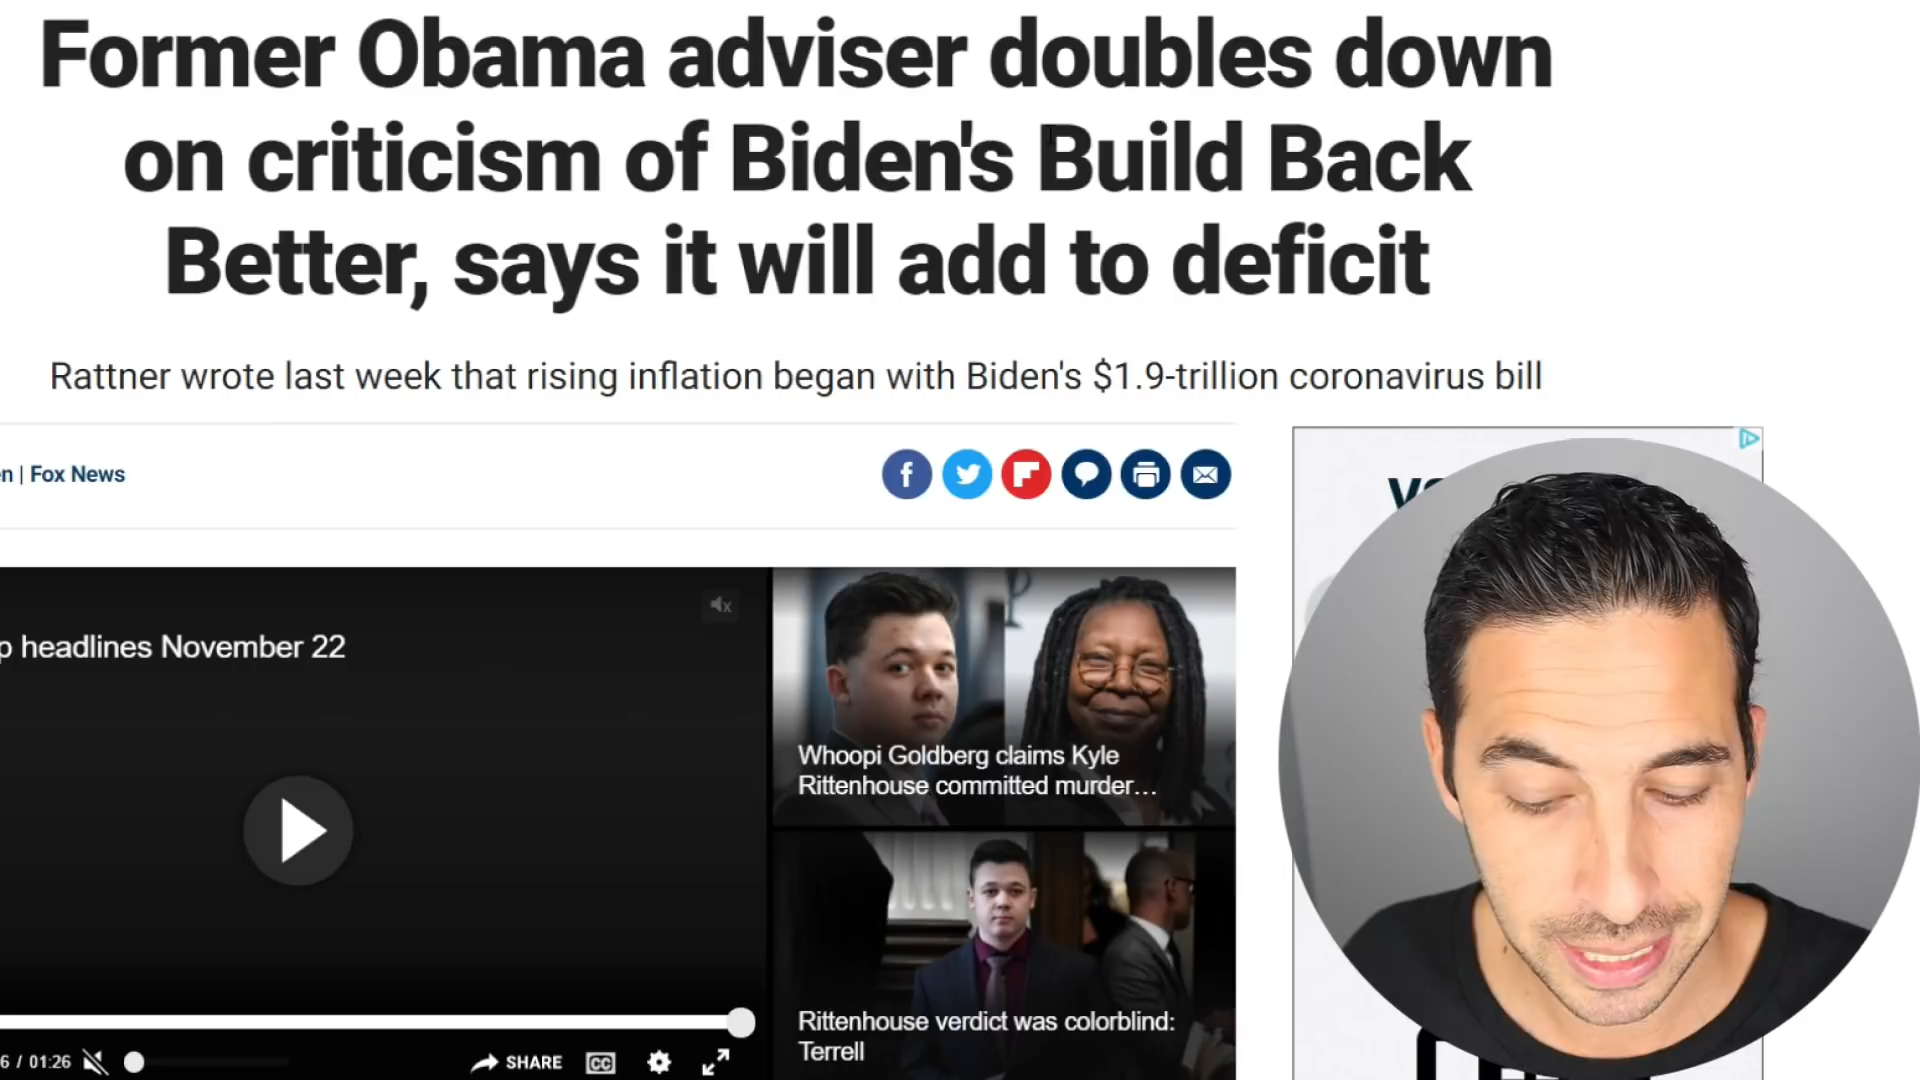 Former Obama adviser doubles down
on criticism of Biden's Build Back
Better, says it will add to deficit
Rattner wrote last week that rising inflation began with Biden's $1.9-trillion coronavirus bill
n | Fox News
p headlines November 22
Whoopi Goldberg claims Kyle
Rittenhouse committed murder...
Rittenhouse verdict was colorblind:
Terrell
6 / 01:26
SHARE
CC